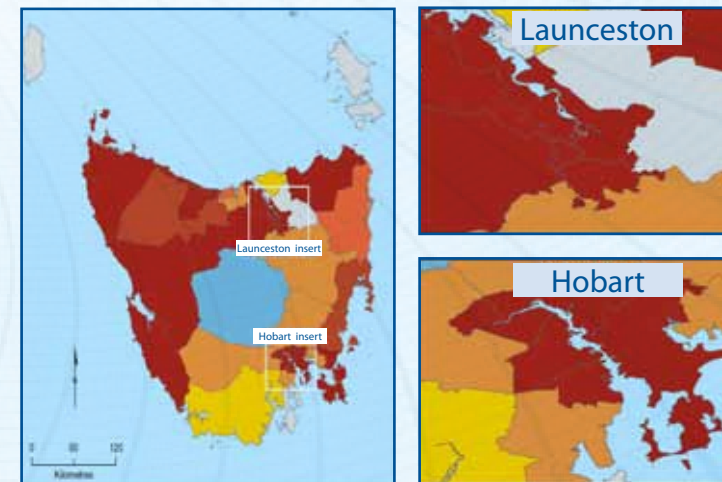 Launceston
Launceston insert
Hobart
Hobart insert
0 60 120
Kilometres